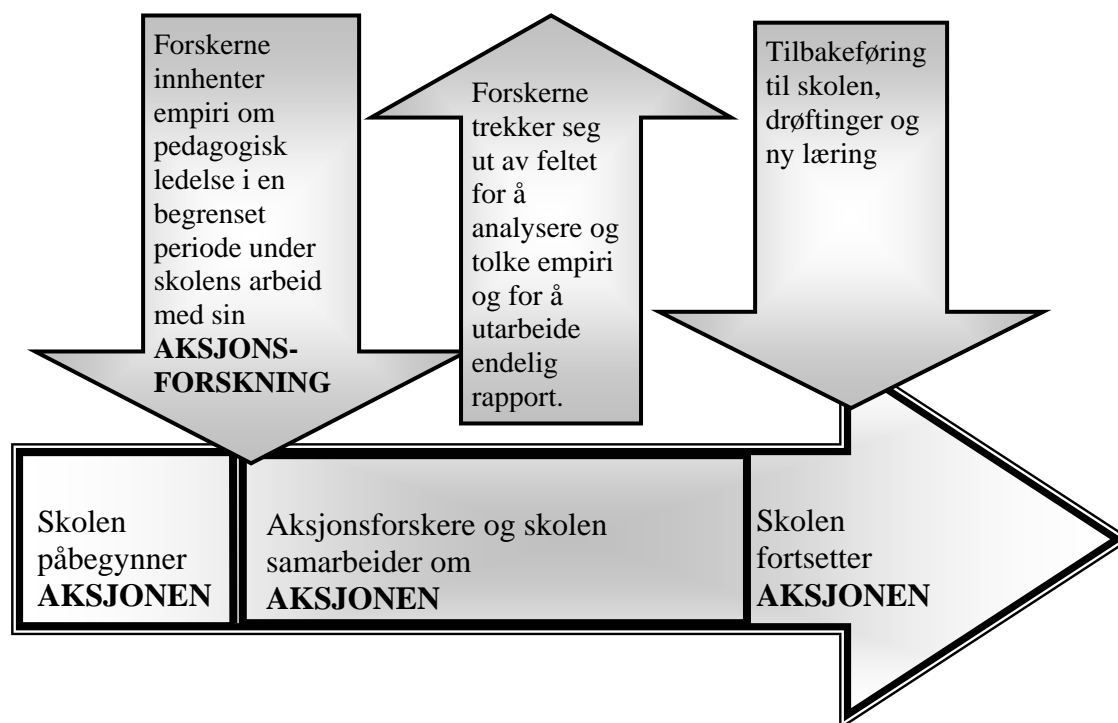 Forskerne
innhenter
empiri om
pedagogisk
ledelse i en
begrenset
periode under
skolens arbeid
med sin
AKSJONS-
FORSKNING
Forskerne
trekker seg
ut av feltet
for å
analysere og
tolke empiri
og for å
utarbeide
endelig
rapport.
Tilbakeføring
til skolen,
drøftinger og
ny læring
Skolen
påbegynner
AKSJONEN
Aksjonsforskere og skolen
samarbeider om
AKSJONEN
Skolen
fortsetter
AKSJONEN